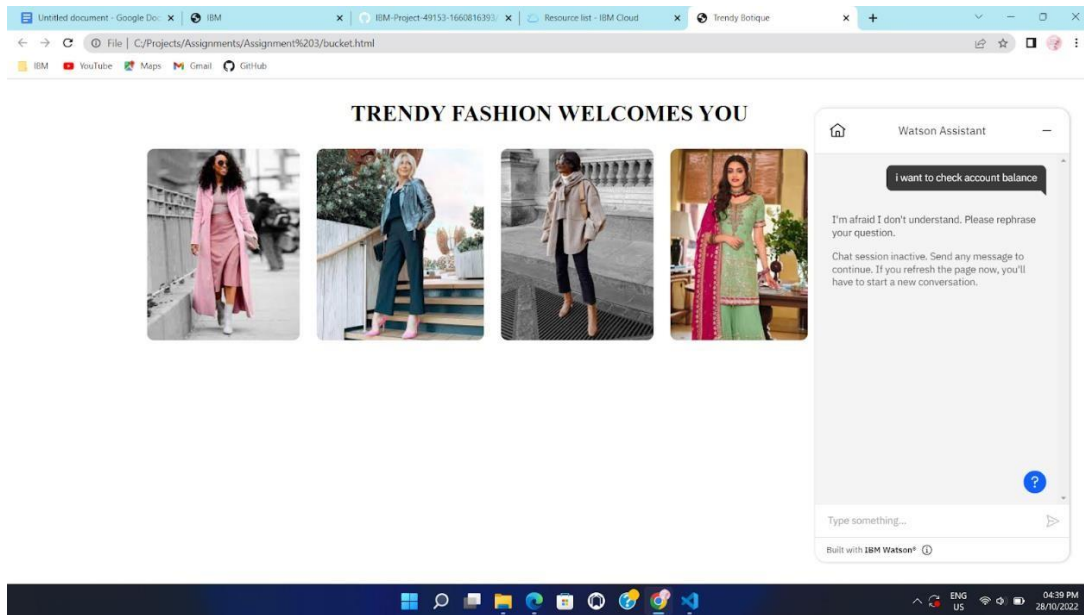 Untitled document - Google Doc
IBM
IBM-Project-49153-1660816393/
Resource list - IBM Cloud
Trendy Botique
File | C:/Projects/Assignments/Assignment%203/bucket.html
IBM
YouTube
Maps
Gmail
GitHub
TRENDY FASHION WELCOMES YOU
Watson Assistant
i want to check account balance
I'm afraid I don't understand. Please rephrase
your question.
Chat session inactive. Send any message to
continue. If you refresh the page now, you'll
have to start a new conversation.
?
Type something...
Built with IBM Watson®
ENG
US
04:39 PM
28/10/2022